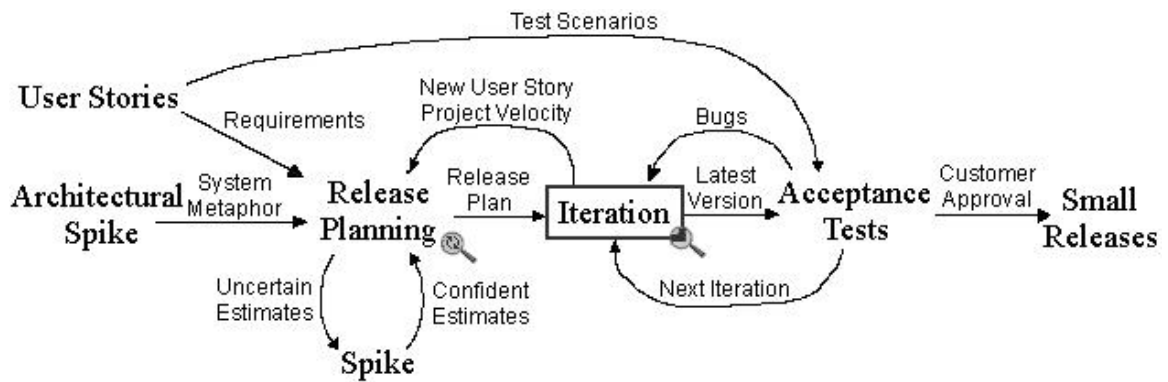 Test Scenarios
User Stories
New User Story
Project Velocity
Bugs
Requirements
Architectural
Spike
System
Metaphor
Release
Planning
Release
Plan
Iteration
Latest
Version
Acceptance
Tests
Customer
Approval
Small
Releases
Uncertain
Estimates
Confident
Estimates
Next Iteration
Spike